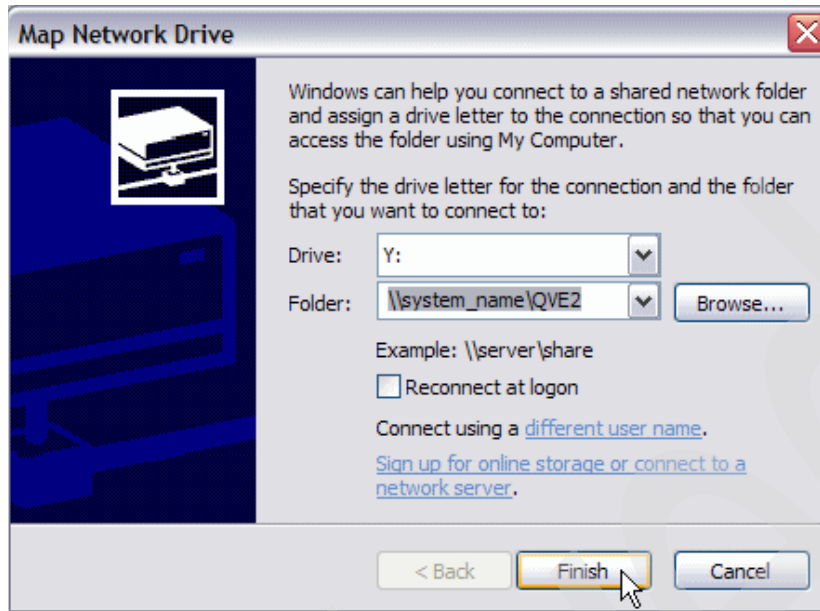 Map Network Drive
Windows can help you connect to a shared network folder
and assign a drive letter to the connection so that you can
access the folder using My Computer.
Specify the drive letter for the connection and the folder
that you want to connect to:
Drive: Y:
Folder: \\system_name\QVE2 Browse...
Example: \\server\share
Reconnect at logon
Connect using a different user name.
Sign up for online storage or connect to a
network server.
< Back Finish Cancel